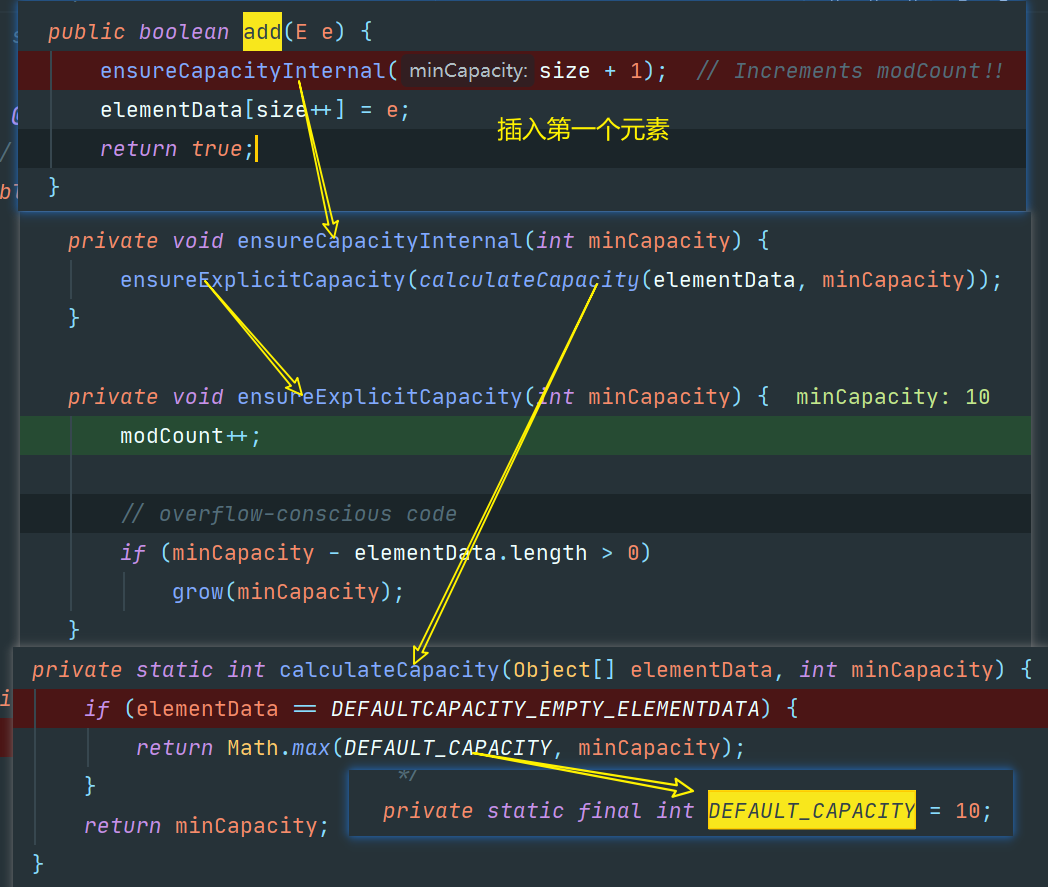 public boolean add(E e) {
ensureCapacityInternal( minCapacity: size + 1);  // Increments modCount!!
elementData[size++] = e;
插入第一个元素
return true;
}
private void ensureCapacityInternal(int minCapacity) {
ensureExplicitCapacity(calculateCapacity(elementData, minCapacity));
}
private void ensureExplicitCapacity(int minCapacity) {  minCapacity: 10
modCount++;
// overflow-conscious code
if (minCapacity - elementData.length > 0)
grow(minCapacity);
}
private static int calculateCapacity(Object[] elementData, int minCapacity) {
if (elementData == DEFAULTCAPACITY_EMPTY_ELEMENTDATA) {
return Math.max(DEFAULT_CAPACITY, minCapacity);
}
*/
private static final int DEFAULT_CAPACITY = 10;
return minCapacity;
}